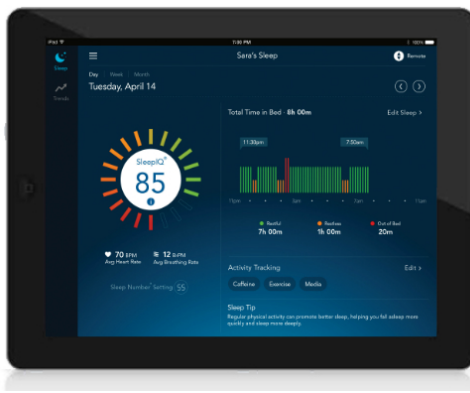 iPad
7:30 PM
100%
Sleep
Trends
Sara's Sleep
Remote
Day Week Month
Tuesday, April 14
Total Time in Bed - 8h 00m
Edit Sleep >
11:30pm
7:30am
SleepIQ®
85
11pm
11am
Restful
Restless
Out of Bed
7h 00m
1h 00m
20m
70 BPM
12 BrPM
Avg Heart Rate
Avg Breathing Rate
Sleep Number® Setting: 55
Activity Tracking
Edit >
Caffeine
Exercise
Media
Sleep Tip
Regular physical activity can promote better sleep, helping you fall asleep more
quickly and sleep more deeply.